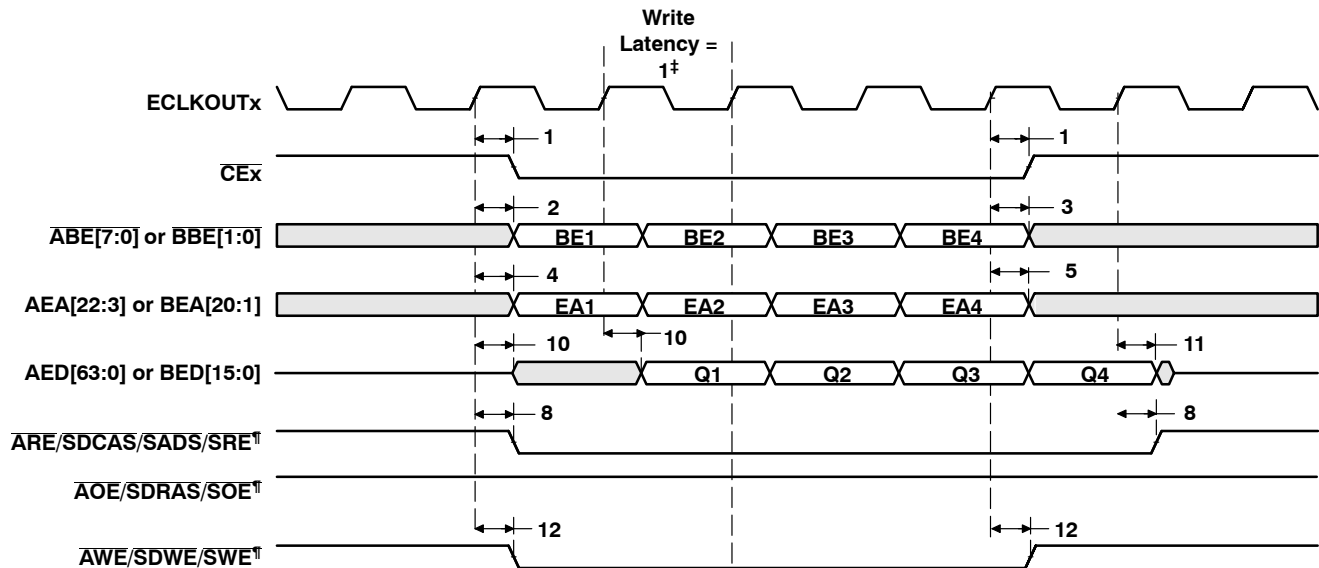 Write
Latency =
1‡
ECLKOUTx
1 1
CEx
2 3
ABE[7:0] or BBE[1:0]
BE1 BE2 BE3 BE4
4 5
AEA[22:3] or BEA[20:1]
EA1 EA2 EA3 EA4
10 10 11
AED[63:0] or BED[15:0]
Q1 Q2 Q3 Q4
8 8
ARE/SDCAS/SADS/SRE¶
AOE/SDRAS/SOE¶
12 12
AWE/SDWE/SWE¶